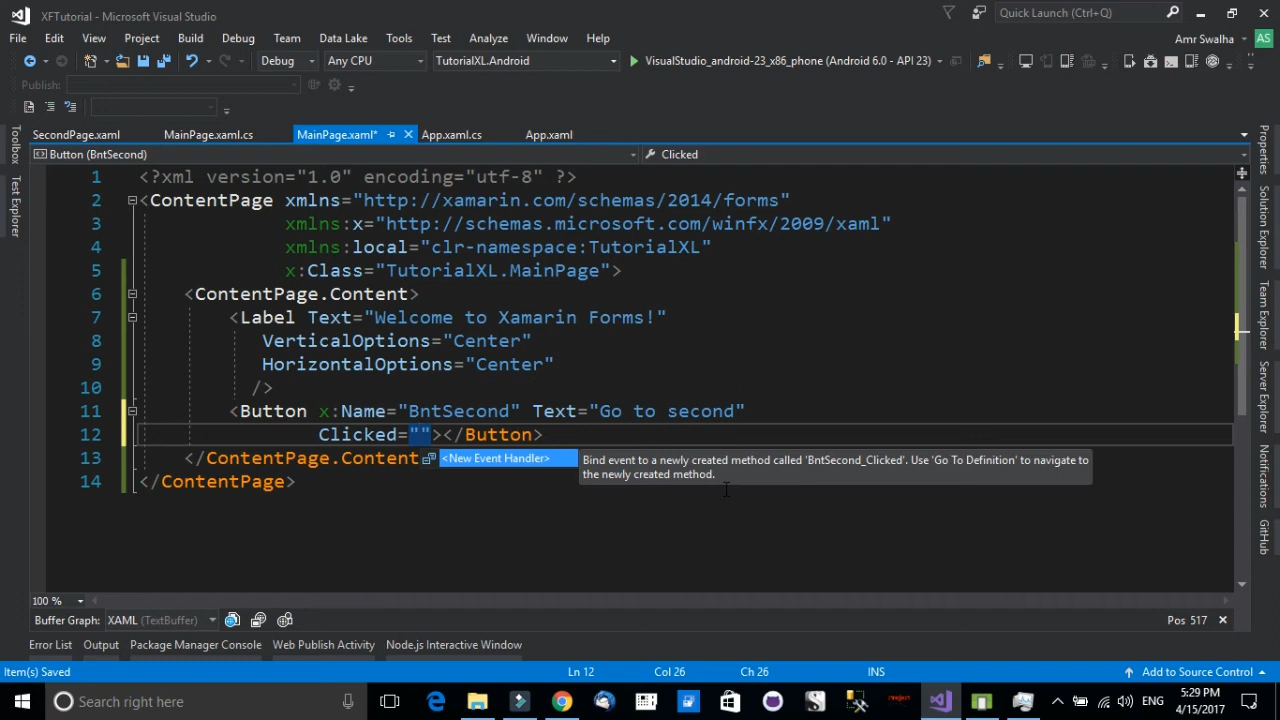 XFTutorial - Microsoft Visual Studio
Quick Launch (Ctrl+Q)
File Edit View Project Build Debug Team Data Lake Tools Test Analyze Window Help
Amr Swalha AS
Debug Any CPU TutorialXL.Android VisualStudio_android-23_x86_phone (Android 6.0 - API 23)
Publish:
SecondPage.xaml MainPage.xaml.cs MainPage.xaml* App.xaml.cs App.xaml
Button (BntSecond) Clicked
Toolbox
Test Explorer
1 <?xml version="1.0" encoding="utf-8" ?>
2 <ContentPage xmlns="http://xamarin.com/schemas/2014/forms"
3 xmlns:x="http://schemas.microsoft.com/winfx/2009/xaml"
4 xmlns:local="clr-namespace:TutorialXL"
5 x:Class="TutorialXL.MainPage">
6 <ContentPage.Content>
7 <Label Text="Welcome to Xamarin Forms!"
8 VerticalOptions="Center"
9 HorizontalOptions="Center"
10 />
11 <Button x:Name="BntSecond" Text="Go to second"
12 Clicked=""></Button>
13 </ContentPage.Content
14 </ContentPage>
<New Event Handler>
Bind event to a newly created method called 'BntSecond_Clicked'. Use 'Go To Definition' to navigate to
the newly created method.
Properties
Solution Explorer
Team Explorer
Server Explorer
Notifications
GitHub
100 %
Buffer Graph: XAML (TextBuffer) Pos 517
Error List Output Package Manager Console Web Publish Activity Node.js Interactive Window
Item(s) Saved Ln 12 Col 26 Ch 26 INS Add to Source Control
Search right here
ENG
5:29 PM
4/15/2017